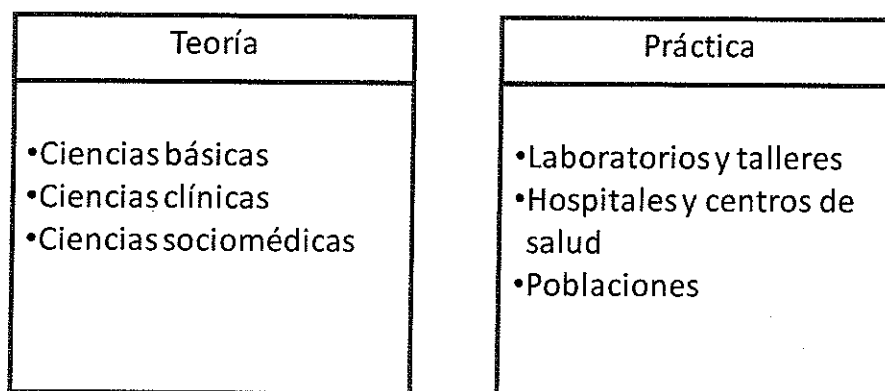 Teoría
•Ciencias básicas
•Ciencias clínicas
•Ciencias sociomédicas
Práctica
•Laboratorios y talleres
•Hospitales y centros de
salud
•Poblaciones